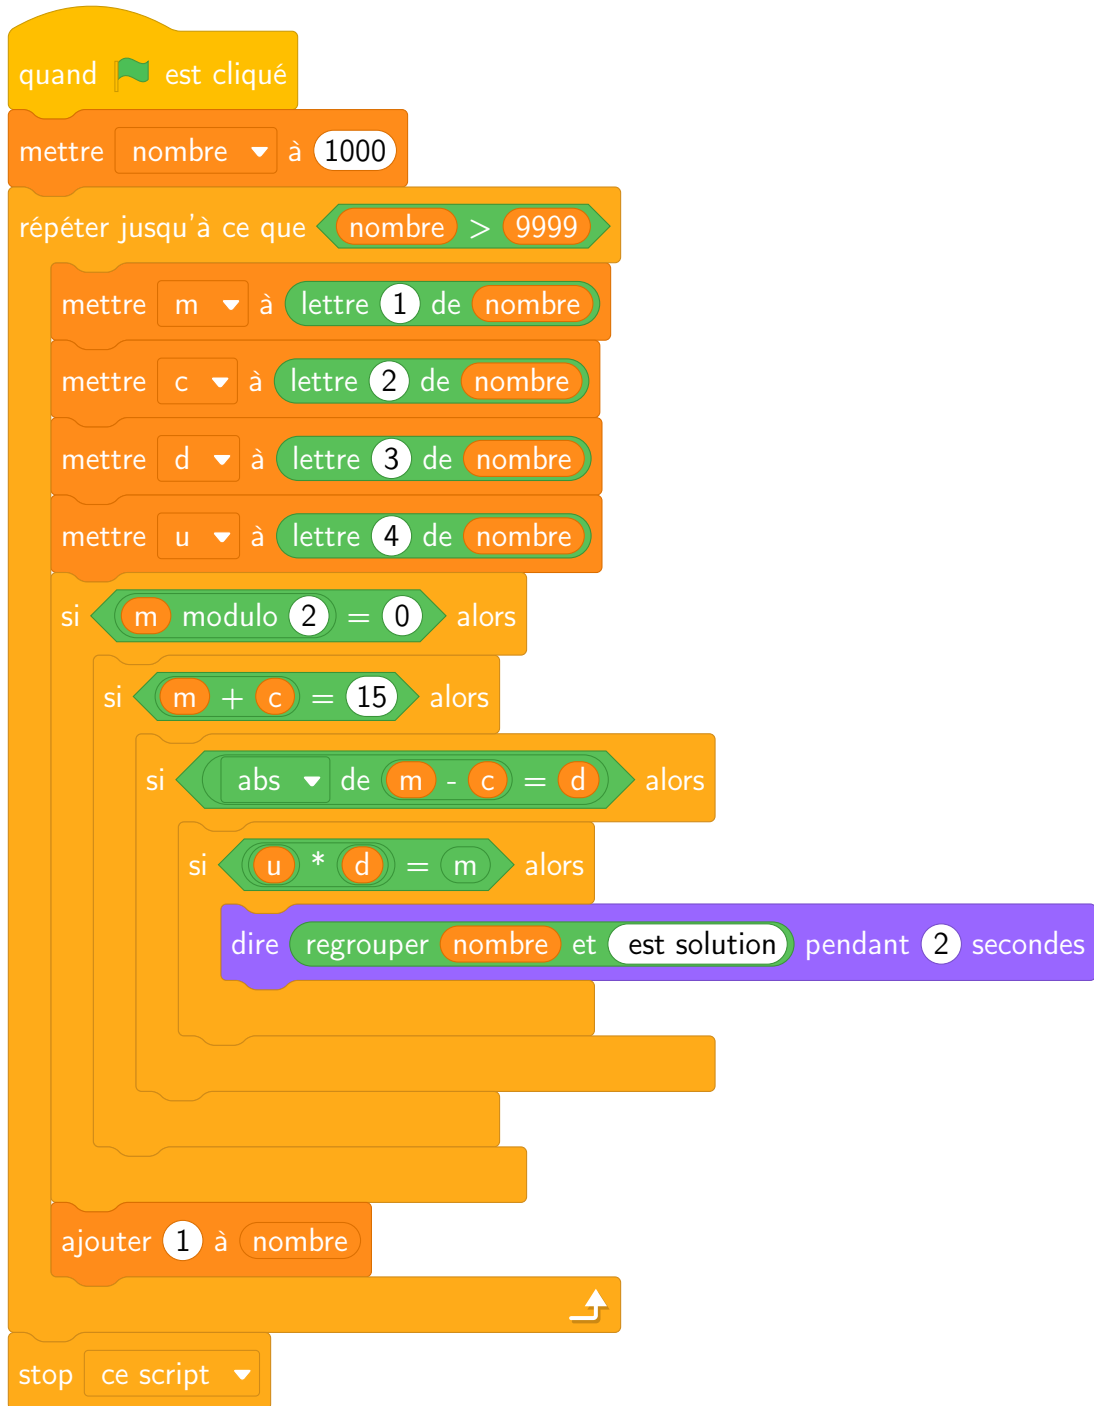 quand est cliqué
mettre nombre à 1000
répéter jusqu'à ce que nombre > 9999
mettre m à lettre 1 de nombre
mettre c à lettre 2 de nombre
mettre d à lettre 3 de nombre
mettre u à lettre 4 de nombre
si m modulo 2 = 0 alors
si m + c = 15 alors
si abs de m - c = d alors
si u * d = m alors
dire regrouper nombre et est solution pendant 2 secondes
ajouter 1 à nombre
stop ce script